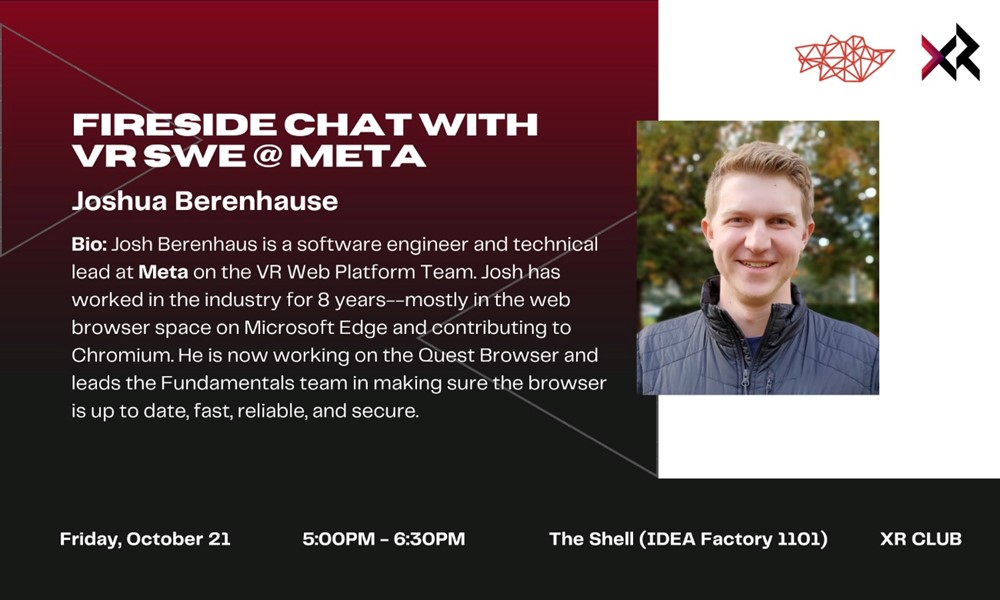 XR
FIRESIDE CHAT WITH
VR SWE @ META
Joshua Berenhause
Bio: Josh Berenhaus is a software engineer and technical
lead at Meta on the VR Web Platform Team. Josh has
worked in the industry for 8 years--mostly in the web
browser space on Microsoft Edge and contributing to
Chromium. He is now working on the Quest Browser and
leads the Fundamentals team in making sure the browser
is up to date, fast, reliable, and secure.
Friday, October 21 5:00PM - 6:30PM The Shell (IDEA Factory 1101) XR CLUB